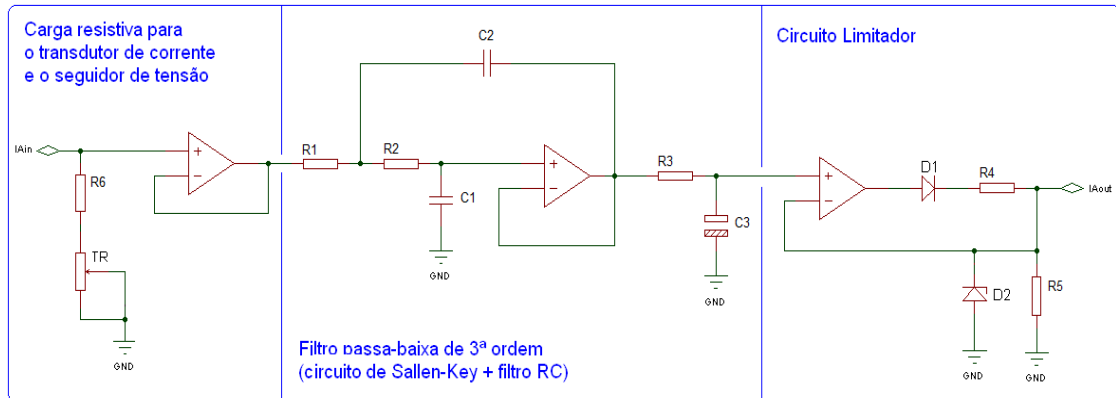 Carga resistiva para
o transdutor de corrente
e o seguidor de tensão
C2
Circuito Limitador
IAin
R6
TR
GND
+
−
R1
R2
C1
GND
+
−
R3
C3
GND
+
−
D1
R4
IAout
D2
R5
GND
GND
Filtro passa-baixa de 3ª ordem
(circuito de Sallen-Key + filtro RC)